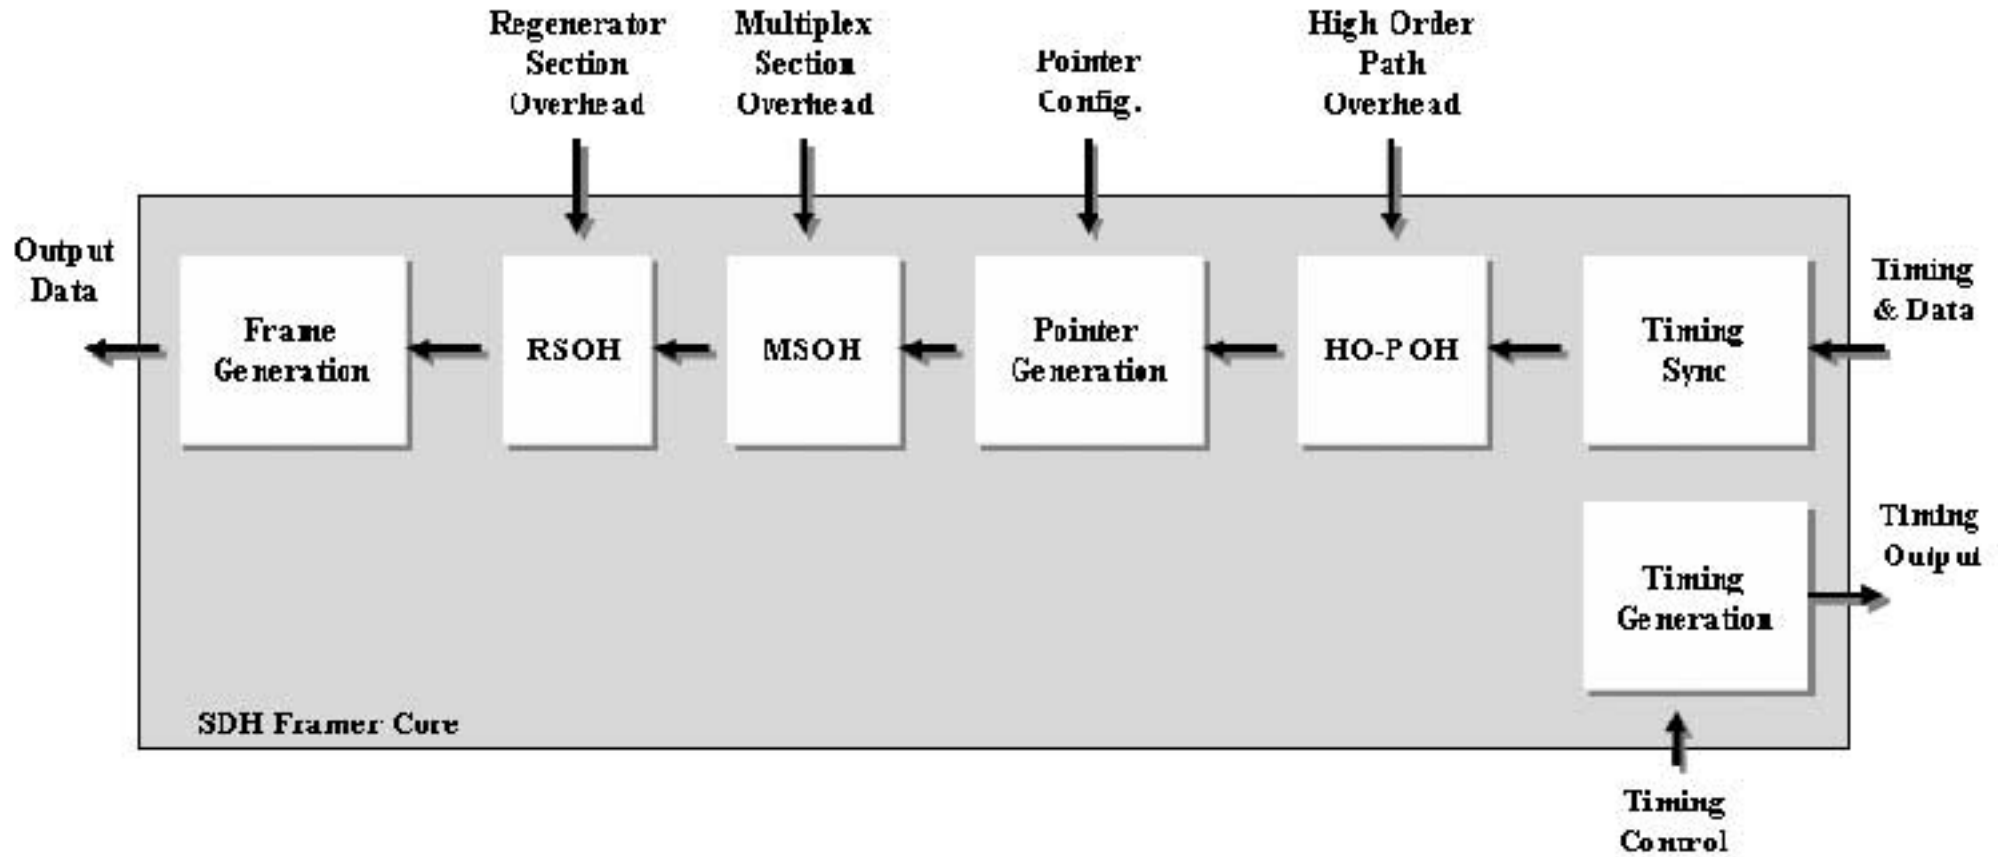 Regenerator
Section
Overhead
Multiplex
Section
Overhead
Pointer
Config.
High Order
Path
Overhead
Output
Data
Frame
Generation
RSOH
MSOH
Pointer
Generation
HO-POH
Timing
Sync
Timing
& Data
Timing
Output
Timing
Generation
SDH Framer Core
Timing
Control